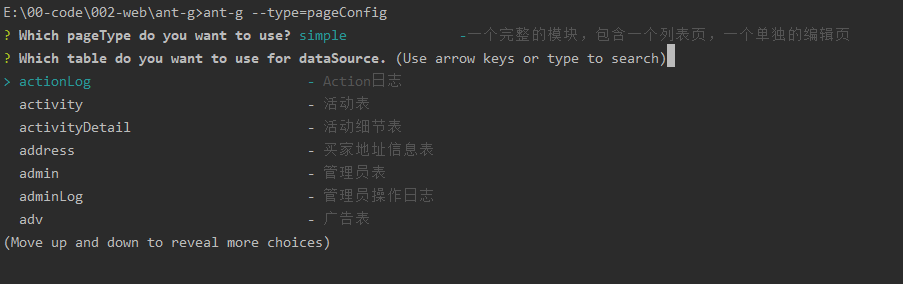 E:\00-code\002-web\ant-g>ant-g --type=pageConfig
? Which pageType do you want to use? simple -一个完整的模块，包含一个列表页，一个单独的编辑页
? Which table do you want to use for dataSource. (Use arrow keys or type to search)
> actionLog - Action日志
activity - 活动表
activityDetail - 活动细节表
address - 买家地址信息表
admin - 管理员表
adminLog - 管理员操作日志
adv - 广告表
(Move up and down to reveal more choices)